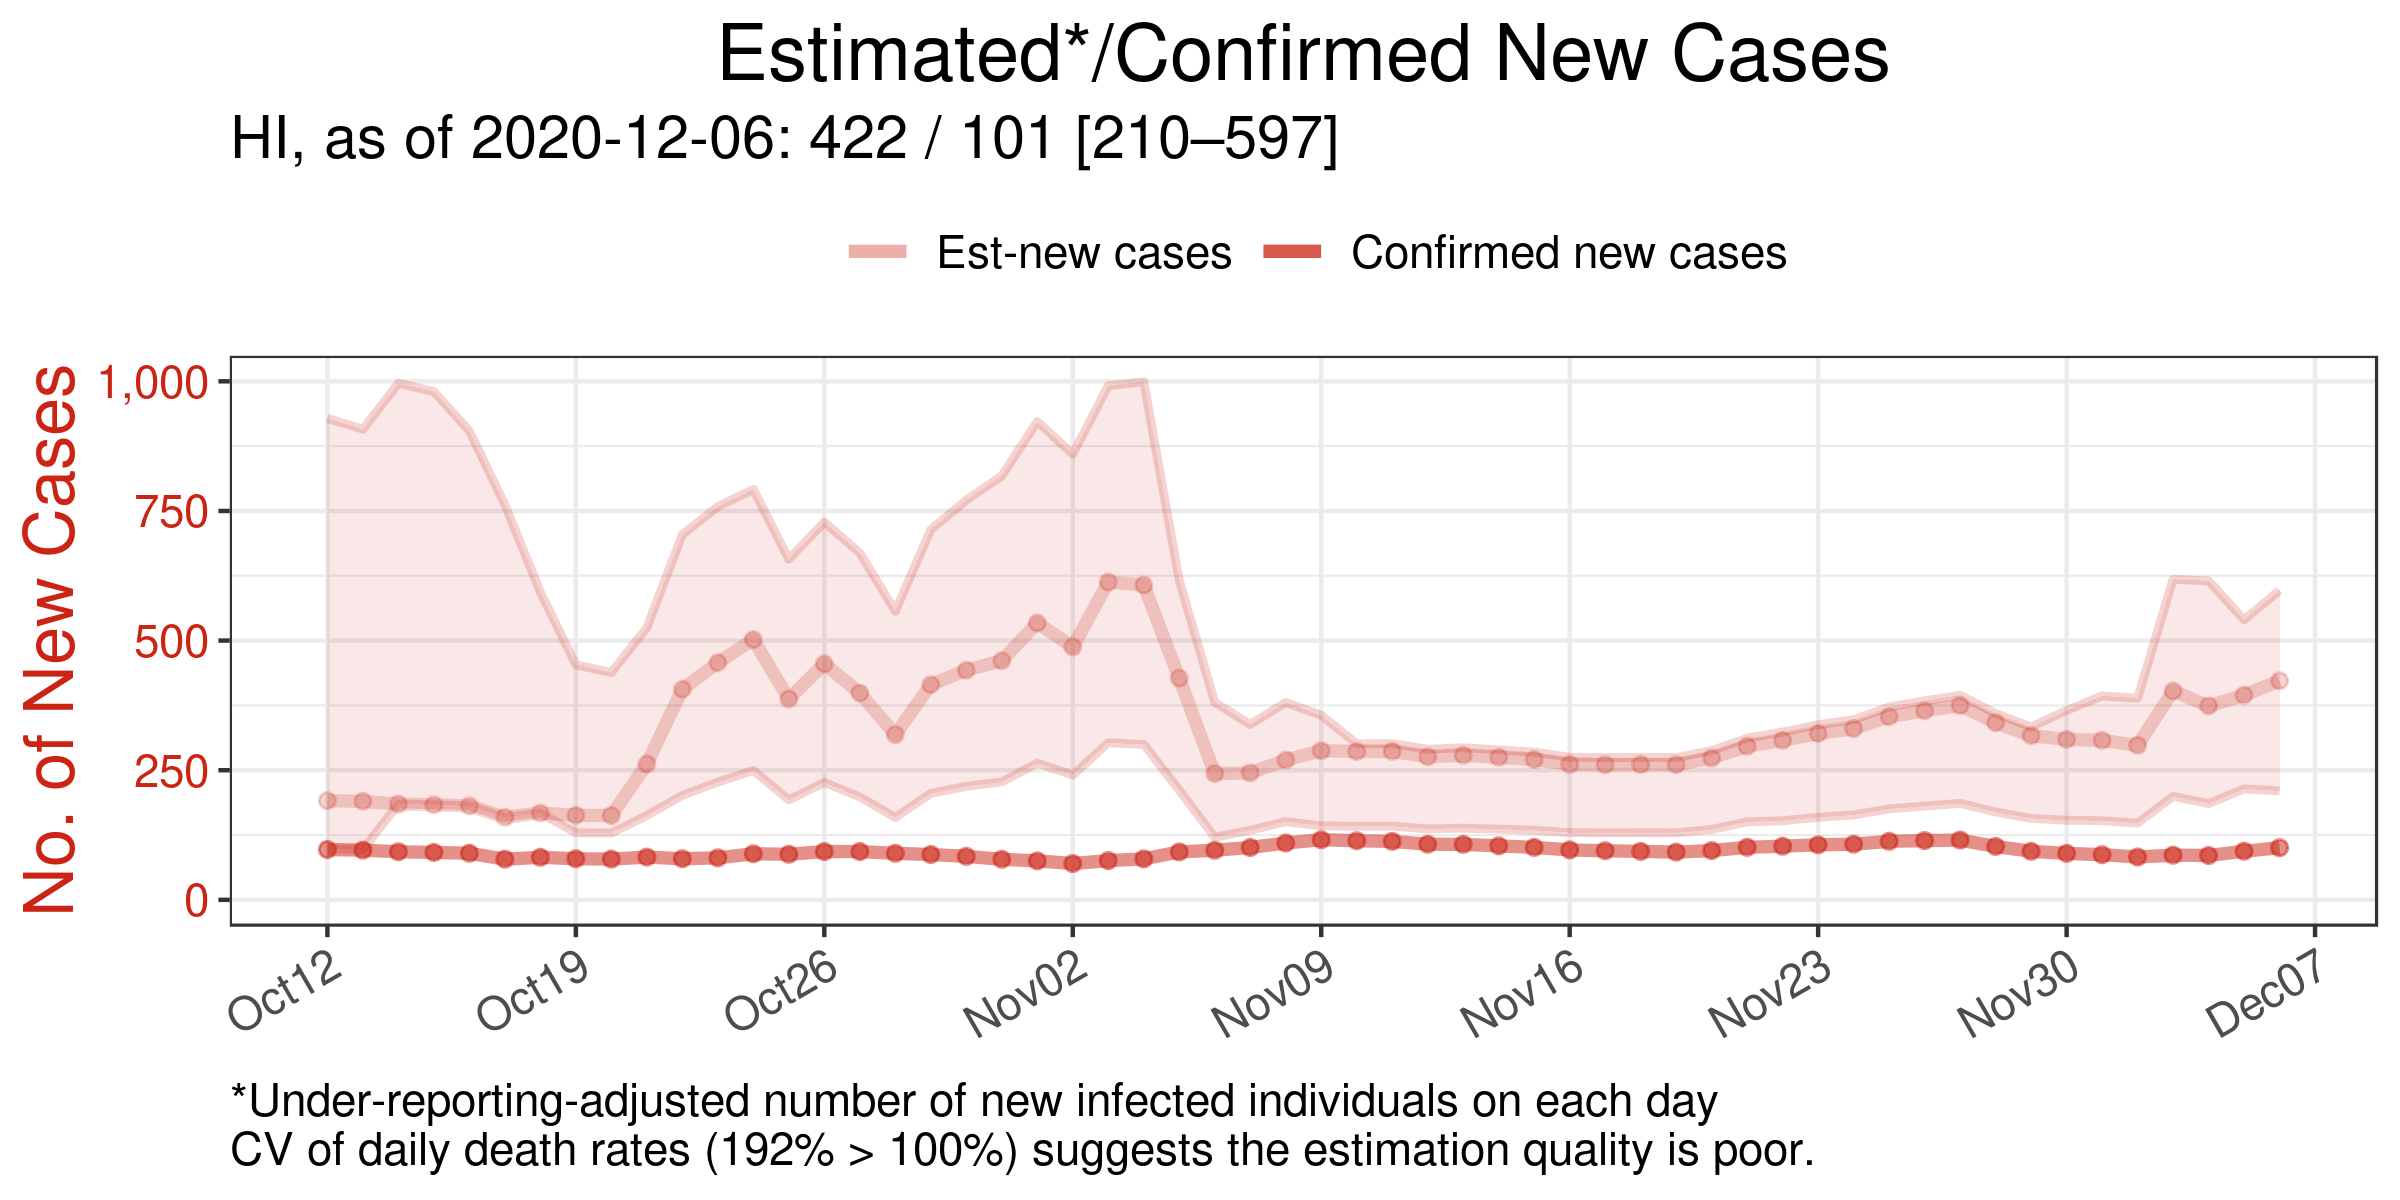 Estimated*/Confirmed New Cases
HI, as of 2020-12-06: 422 / 101 [210–597]
Est-new cases Confirmed new cases
No. of New Cases
1,000
750
500
250
0
Oct12 Oct19 Oct26 Nov02 Nov09 Nov16 Nov23 Nov30 Dec07
*Under-reporting-adjusted number of new infected individuals on each day
CV of daily death rates (192% > 100%) suggests the estimation quality is poor.